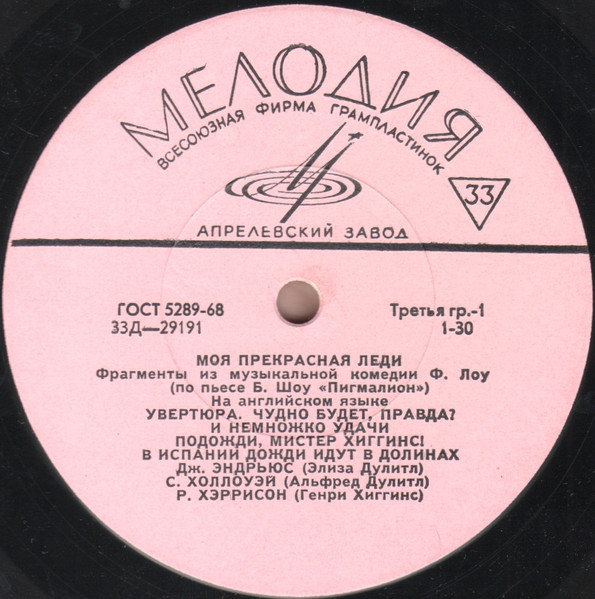 МЕЛОДИЯ
ВСЕСОЮЗНАЯ ФИРМА ГРАМПЛАСТИНОК
33
АПРЕЛЕВСКИЙ ЗАВОД
ГОСТ 5289-68 Третья гр.-1
33Д—29191 1-30
МОЯ ПРЕКРАСНАЯ ЛЕДИ
Фрагменты из музыкальной комедии Ф. Лоу
(по пьесе Б. Шоу «Пигмалион»)
На английском языке
УВЕРТЮРА. ЧУДНО БУДЕТ, ПРАВДА?
И НЕМНОЖКО УДАЧИ
ПОДОЖДИ, МИСТЕР ХИГГИНС!
В ИСПАНИИ ДОЖДИ ИДУТ В ДОЛИНАХ
Дж. ЭНДРЬЮС (Элиза Дулитл)
С. ХОЛЛОУЭЙ (Альфред Дулитл)
Р. ХЭРРИСОН (Генри Хиггинс)